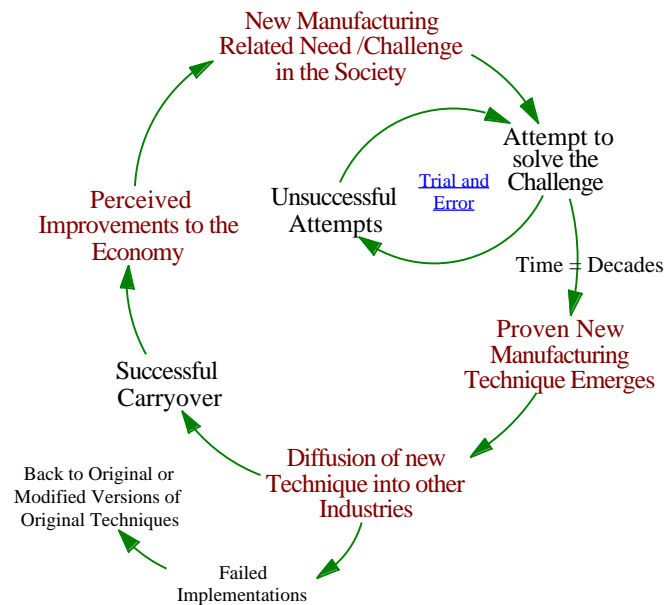 New Manufacturing
Related Need /Challenge
in the Society
Attempt to
solve the
Challenge
Trial and
Error
Unsuccessful
Attempts
Perceived
Improvements to the
Economy
Time = Decades
Proven New
Manufacturing
Technique Emerges
Successful
Carryover
Diffusion of new
Technique into other
Industries
Back to Original or
Modified Versions of
Original Techniques
Failed
Implementations